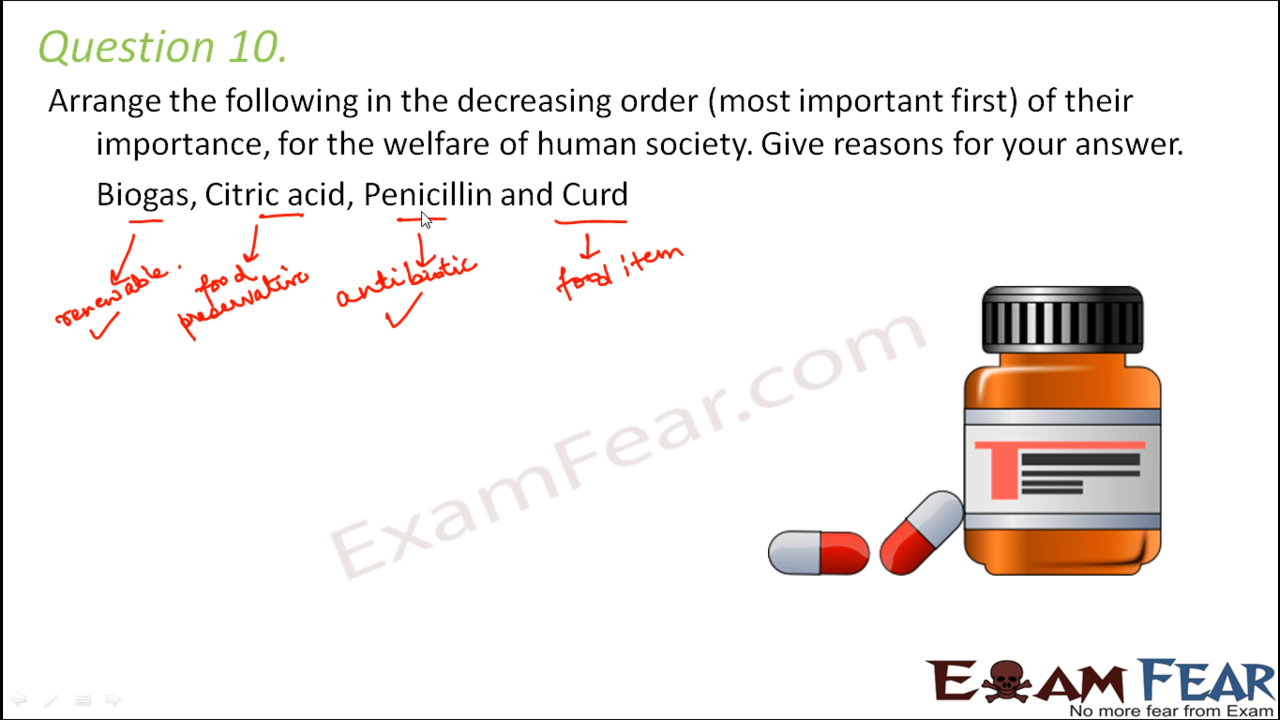 Question 10.
Arrange the following in the decreasing order (most important first) of their
importance, for the welfare of human society. Give reasons for your answer.
Biogas, Citric acid, Penicillin and Curd
renewable.
food
preservative
antibiotic
food item
ExamFear.com
EXAM FEAR
No more fear from Exam